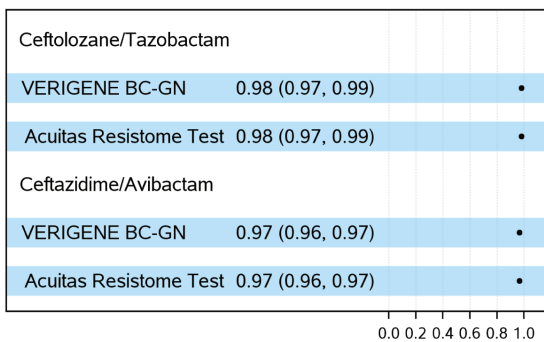 Ceftolozane/Tazobactam
VERIGENE BC-GN 0.98 (0.97, 0.99)
Acuitas Resistome Test 0.98 (0.97, 0.99)
Ceftazidime/Avibactam
VERIGENE BC-GN 0.97 (0.96, 0.97)
Acuitas Resistome Test 0.97 (0.96, 0.97)
0.0 0.2 0.4 0.6 0.8 1.0